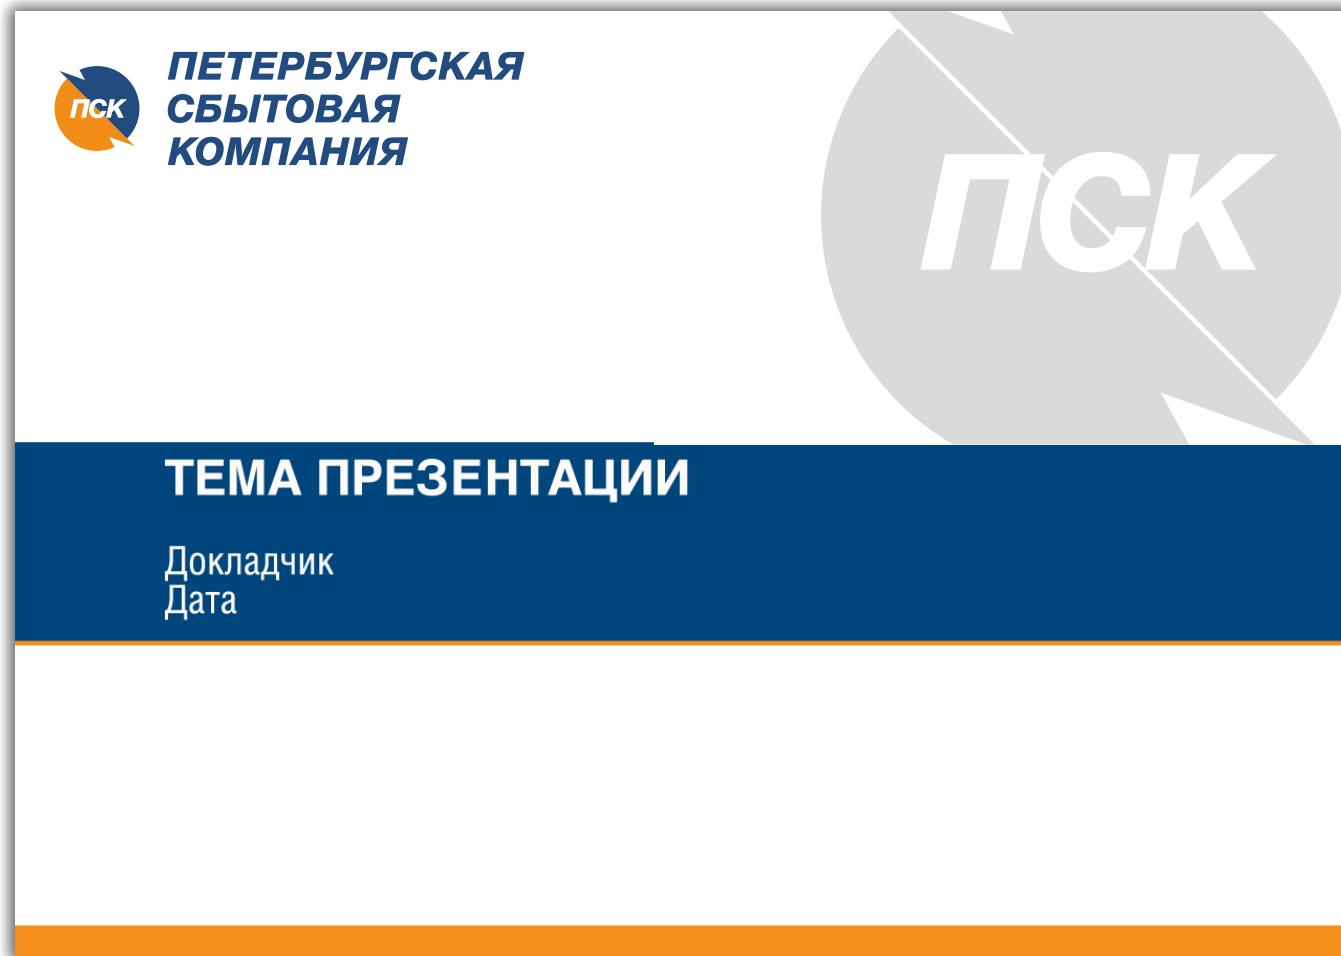 ПСК
ПЕТЕРБУРГСКАЯ
СБЫТОВАЯ
КОМПАНИЯ
ПСК
ТЕМА ПРЕЗЕНТАЦИИ
Докладчик
Дата